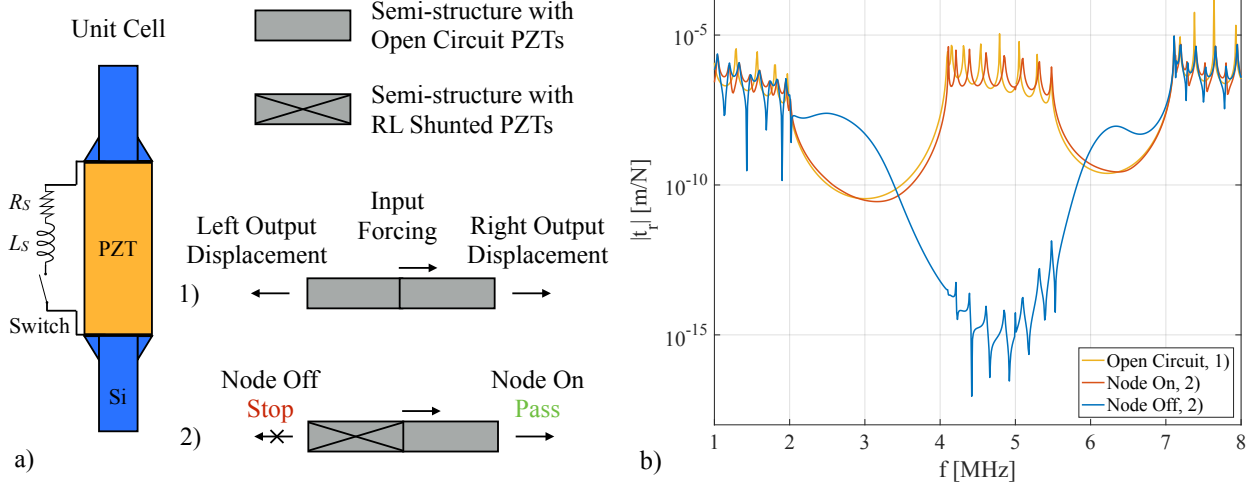 Unit Cell
R_S
L_S
Switch
PZT
Si
a)
Semi-structure with
Open Circuit PZTs
Semi-structure with
RL Shunted PZTs
Left Output
Displacement
Input
Forcing
Right Output
Displacement
1)
Node Off
Stop
Node On
Pass
2)
b)
|t_r| [m/N]
10^-5
10^-10
10^-15
1 2 3 4 5 6 7 8
f [MHz]
Open Circuit, 1)
Node On, 2)
Node Off, 2)